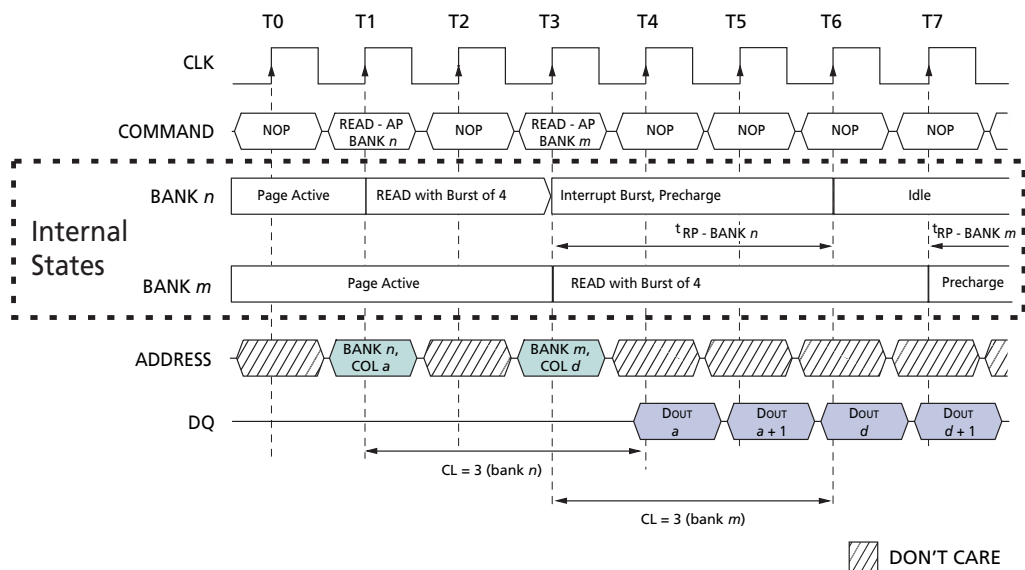 T0 T1 T2 T3 T4 T5 T6 T7
CLK
COMMAND NOP READ - AP NOP READ - AP NOP NOP NOP NOP
BANK n BANK m
BANK n Page Active READ with Burst of 4 Interrupt Burst, Precharge Idle
Internal
States
tRP - BANK n tRP - BANK m
BANK m Page Active READ with Burst of 4 Precharge
ADDRESS BANK n, BANK m,
COL a COL d
DQ DOUT DOUT DOUT DOUT
a a + 1 d d + 1
CL = 3 (bank n)
CL = 3 (bank m)
DON'T CARE